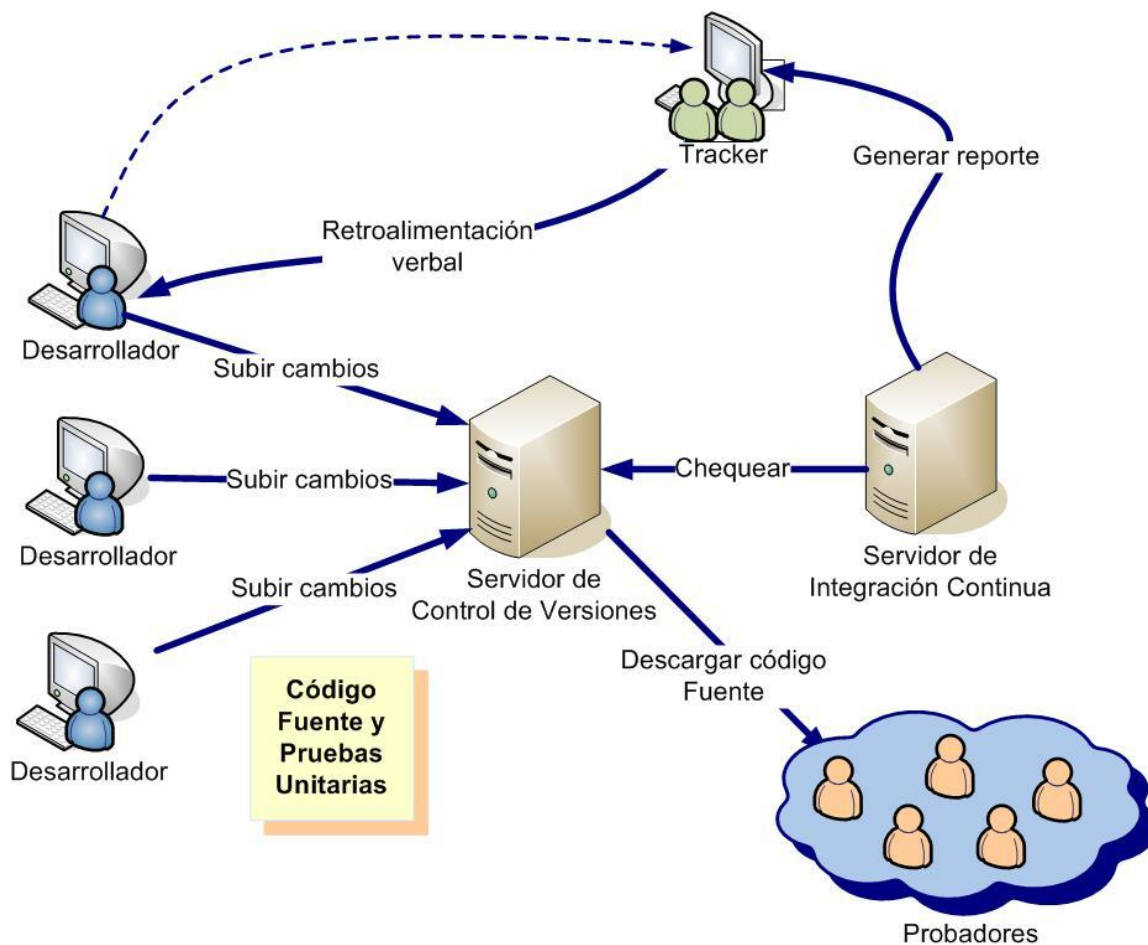 Tracker
Generar reporte
Retroalimentación
verbal
Desarrollador
Subir cambios
Subir cambios
Chequear
Desarrollador
Servidor de
Control de Versiones
Servidor de
Integración Continua
Subir cambios
Descargar código
Fuente
Código
Fuente y
Pruebas
Unitarias
Desarrollador
Probadores